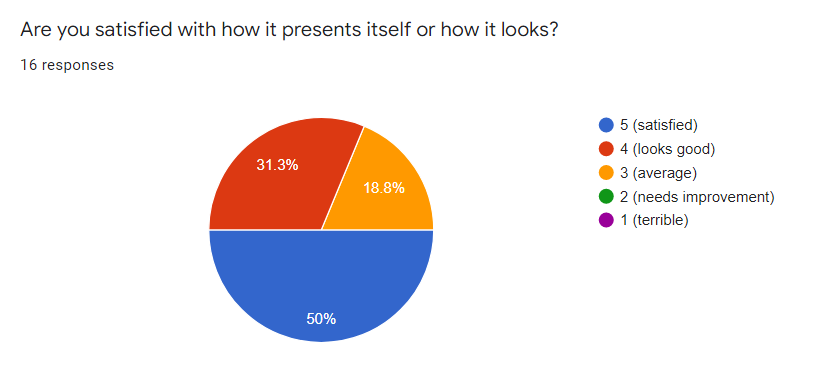 Are you satisfied with how it presents itself or how it looks?
16 responses
31.3%
18.8%
50%
5 (satisfied)
4 (looks good)
3 (average)
2 (needs improvement)
1 (terrible)